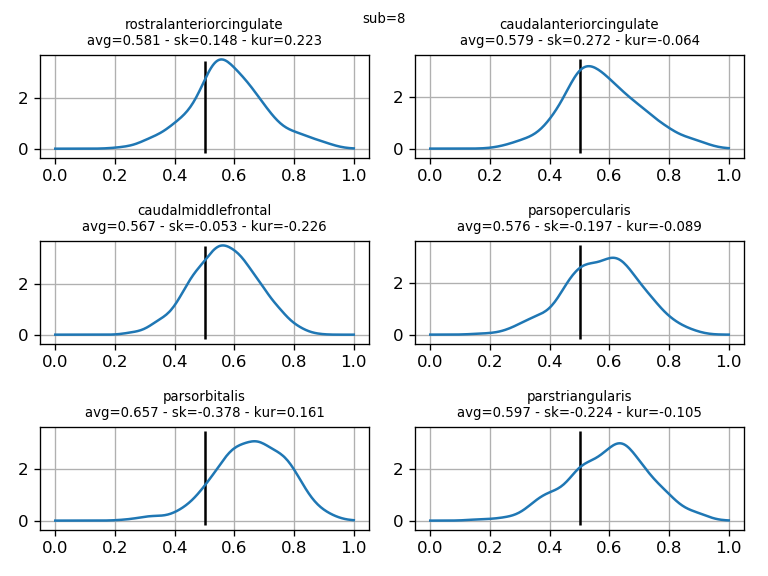 sub=8
rostralanteriorcingulate
avg=0.581 - sk=0.148 - kur=0.223
2
0
0.0 0.2 0.4 0.6 0.8 1.0
caudalanteriorcingulate
avg=0.579 - sk=0.272 - kur=-0.064
2
0
0.0 0.2 0.4 0.6 0.8 1.0
caudalmiddlefrontal
avg=0.567 - sk=-0.053 - kur=-0.226
2
0
0.0 0.2 0.4 0.6 0.8 1.0
parsopercularis
avg=0.576 - sk=-0.197 - kur=-0.089
2
0
0.0 0.2 0.4 0.6 0.8 1.0
parsorbitalis
avg=0.657 - sk=-0.378 - kur=0.161
2
0
0.0 0.2 0.4 0.6 0.8 1.0
parstriangularis
avg=0.597 - sk=-0.224 - kur=-0.105
2
0
0.0 0.2 0.4 0.6 0.8 1.0